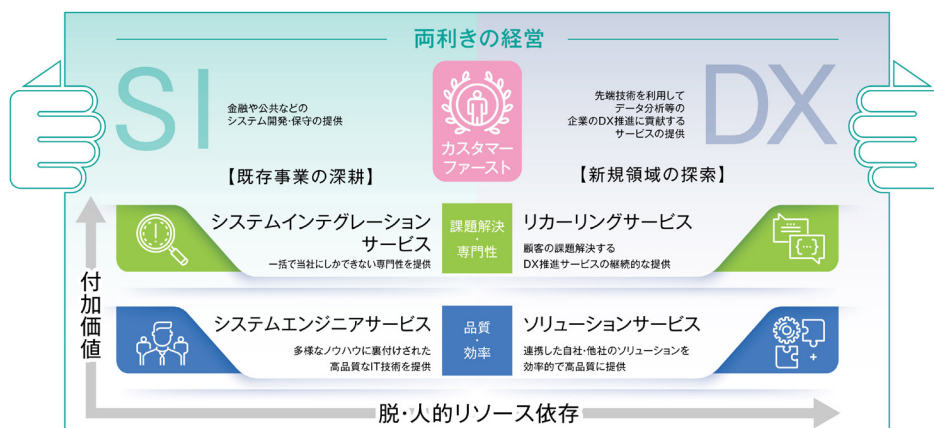 両利きの経営
SI
金融や公共などの
システム開発・保守の提供
【既存事業の深耕】
カスタマー
ファースト
DX
先端技術を利用して
データ分析等の
企業のDX推進に貢献する
サービスの提供
【新規領域の探索】
付加価値
システムインテグレーション
サービス
一括で当社にしかできない専門性を提供
課題解決
・
専門性
リカーリングサービス
顧客の課題解決する
DX推進サービスの継続的な提供
{…}
システムエンジニアサービス
多様なノウハウに裏付けされた
高品質なIT技術を提供
品質
・
効率
ソリューションサービス
連携した自社・他社のソリューションを
効率的で高品質に提供
脱・人的リソース依存